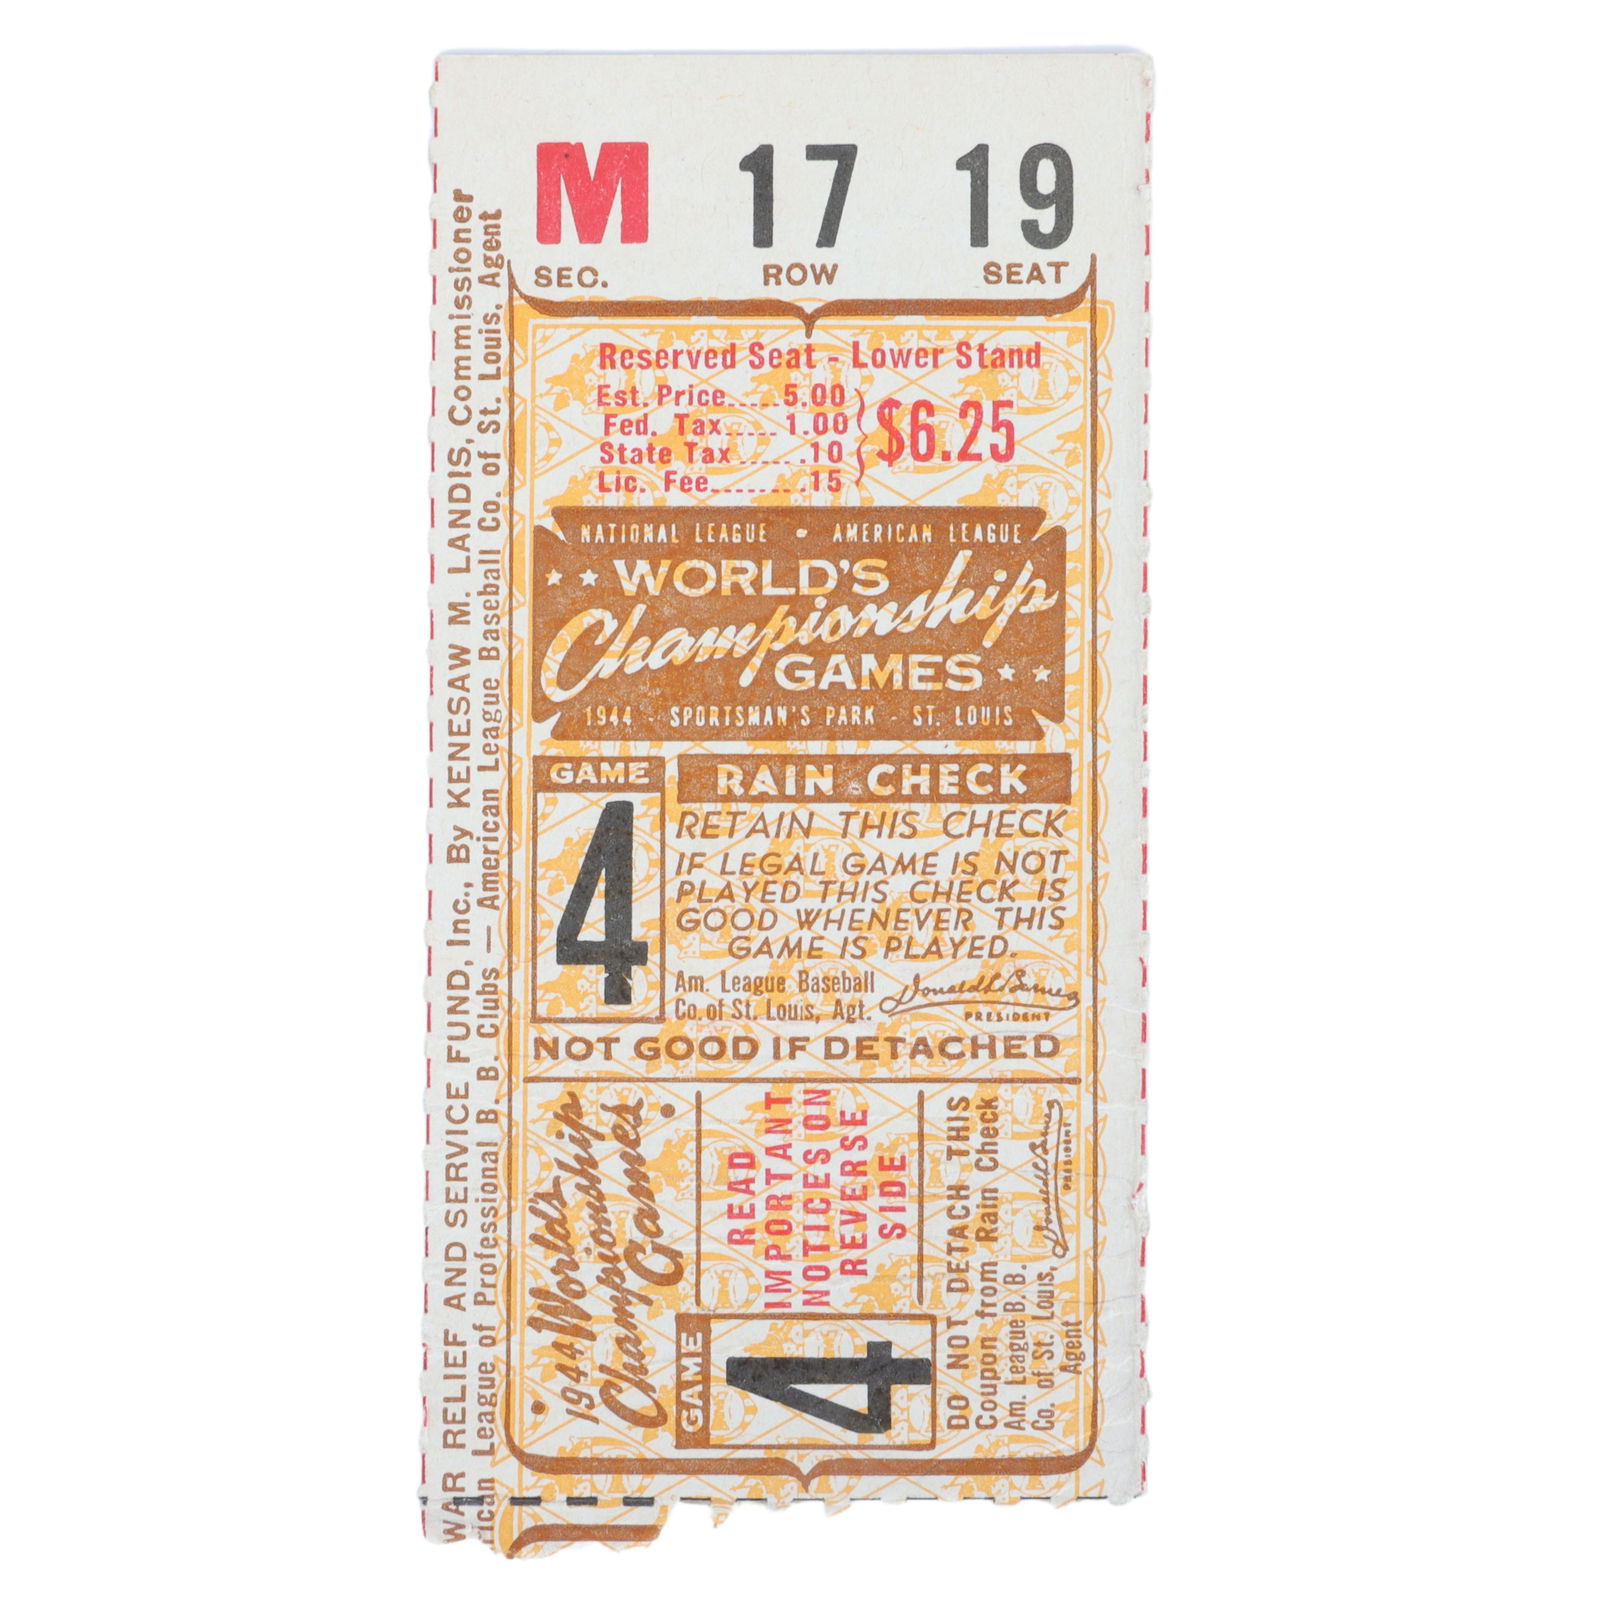 M 17 19
SEC. ROW SEAT
Reserved Seat - Lower Stand
Est. Price.....5.00
Fed. Tax.....1.00
State Tax......10
Lic. Fee.........15
$6.25
NATIONAL LEAGUE - AMERICAN LEAGUE
WORLD'S
Championship
GAMES
1944 - SPORTSMAN'S PARK - ST. LOUIS
GAME
4
RAIN CHECK
RETAIN THIS CHECK
IF LEGAL GAME IS NOT
PLAYED THIS CHECK IS
GOOD WHENEVER THIS
GAME IS PLAYED.
Am. League Baseball
Co. of St. Louis, Agt.
Donald L Barnes
PRESIDENT
NOT GOOD IF DETACHED
1944 World's
Championship
Games
READ
IMPORTANT
NOTICES ON
REVERSE
SIDE
GAME
4
DO NOT DETACH THIS
Coupon from Rain Check
Am. League B. B.
Co. of St. Louis,
Agent
Donald L Barnes
PRESIDENT
WAR RELIEF AND SERVICE FUND, Inc., By KENESAW M. LANDIS, Commissioner
rican League of Professional B. B. Clubs — American League Baseball Co. of St. Louis, Agent